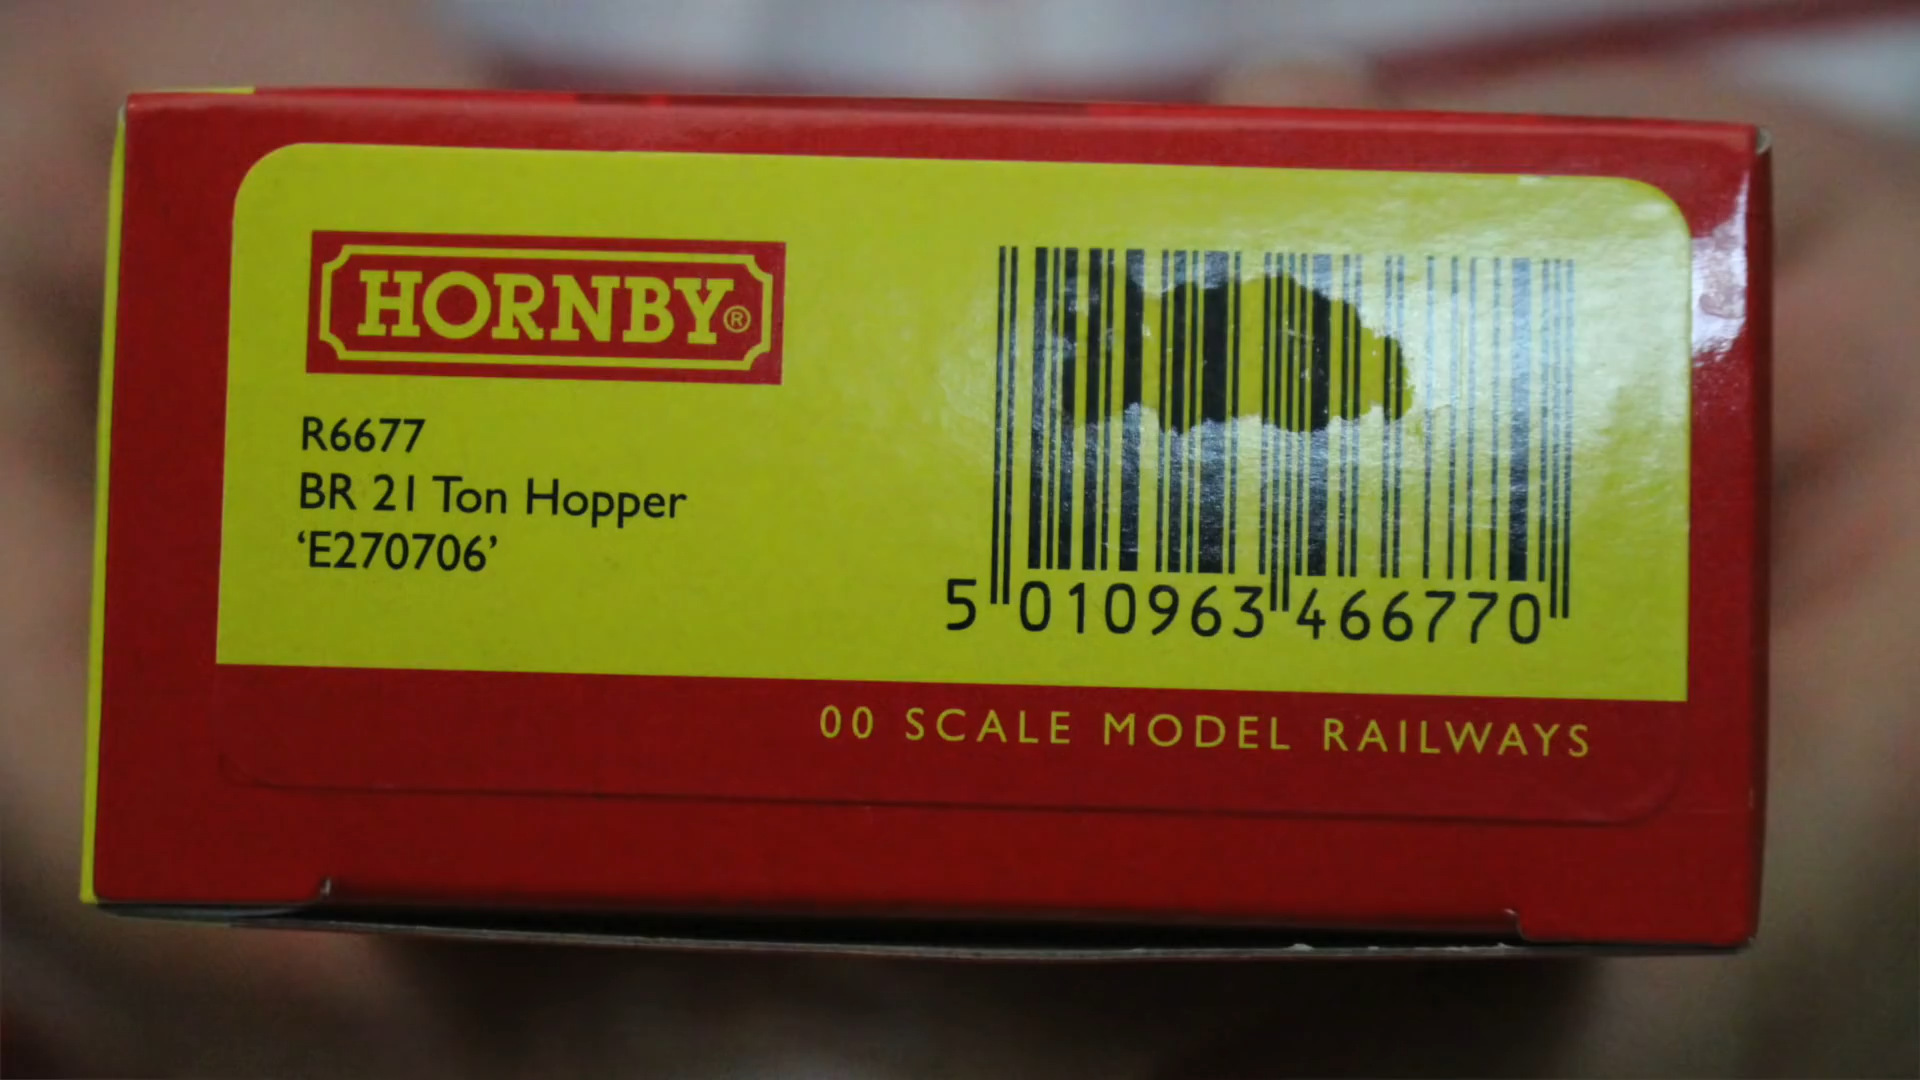 HORNBY®
R6677
BR 21 Ton Hopper
‘E270706’
5 010963 466770
00 SCALE MODEL RAILWAYS